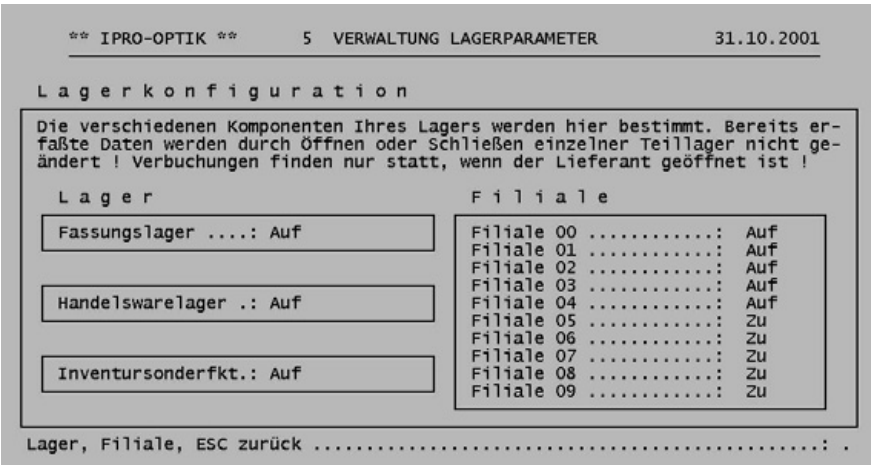 ** IPRO-OPTIK ** 5 VERWALTUNG LAGERPARAMETER 31.10.2001
L a g e r k o n f i g u r a t i o n
Die verschiedenen Komponenten Ihres Lagers werden hier bestimmt. Bereits er-
faßte Daten werden durch Öffnen oder Schließen einzelner Teillager nicht ge-
ändert ! Verbuchungen finden nur statt, wenn der Lieferant geöffnet ist !
L a g e r
Fassungslager ....: Auf
Handelswarelager .: Auf
Inventursonderfkt.: Auf
F i l i a l e
Filiale 00 ............: Auf
Filiale 01 ............: Auf
Filiale 02 ............: Auf
Filiale 03 ............: Auf
Filiale 04 ............: Auf
Filiale 05 ............: Zu
Filiale 06 ............: Zu
Filiale 07 ............: Zu
Filiale 08 ............: Zu
Filiale 09 ............: Zu
Lager, Filiale, ESC zurück ...............................................: .